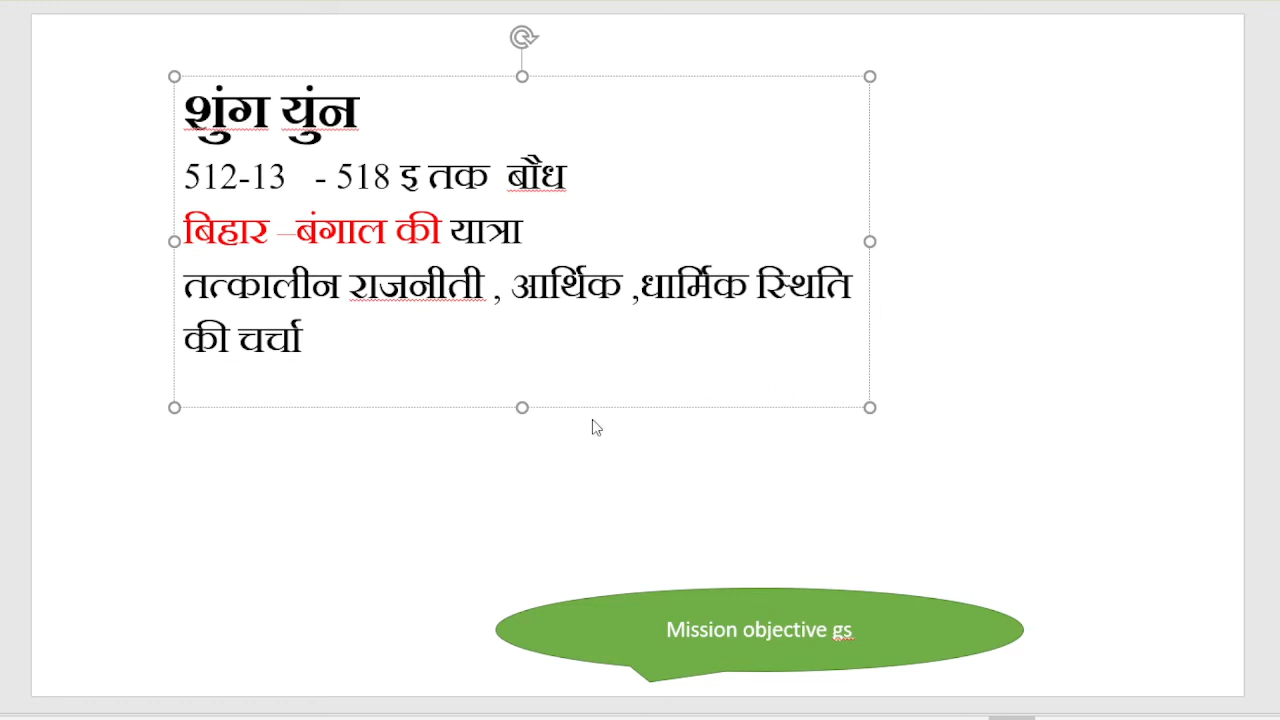 शुंग युंन
512-13 - 518 इ तक बौध
बिहार –बंगाल की यात्रा
तत्कालीन राजनीती , आर्थिक ,धार्मिक स्थिति
की चर्चा
Mission objective gs